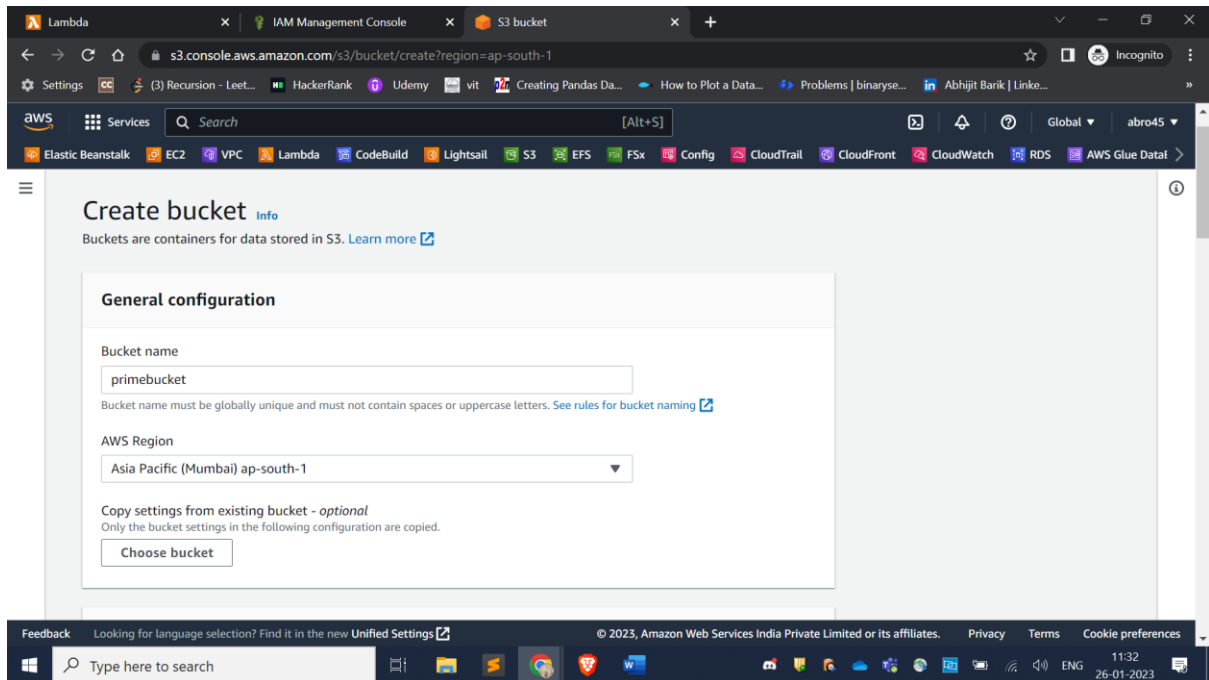 Lambda
IAM Management Console
S3 bucket
s3.console.aws.amazon.com/s3/bucket/create?region=ap-south-1
Incognito
Settings
cc
(3) Recursion - Leet...
HackerRank
Udemy
vit
Creating Pandas Da...
How to Plot a Data...
Problems | binaryse...
Abhijit Barik | Linke...
»
aws
Services
Search
[Alt+S]
Global
abro45
Elastic Beanstalk
EC2
VPC
Lambda
CodeBuild
Lightsail
S3
EFS
FSx
Config
CloudTrail
CloudFront
CloudWatch
RDS
AWS Glue Datab
Create bucket Info
Buckets are containers for data stored in S3. Learn more
General configuration
Bucket name
primebucket
Bucket name must be globally unique and must not contain spaces or uppercase letters. See rules for bucket naming
AWS Region
Asia Pacific (Mumbai) ap-south-1
Copy settings from existing bucket - optional
Only the bucket settings in the following configuration are copied.
Choose bucket
Feedback
Looking for language selection? Find it in the new Unified Settings
© 2023, Amazon Web Services India Private Limited or its affiliates.
Privacy
Terms
Cookie preferences
Type here to search
ENG
11:32
26-01-2023